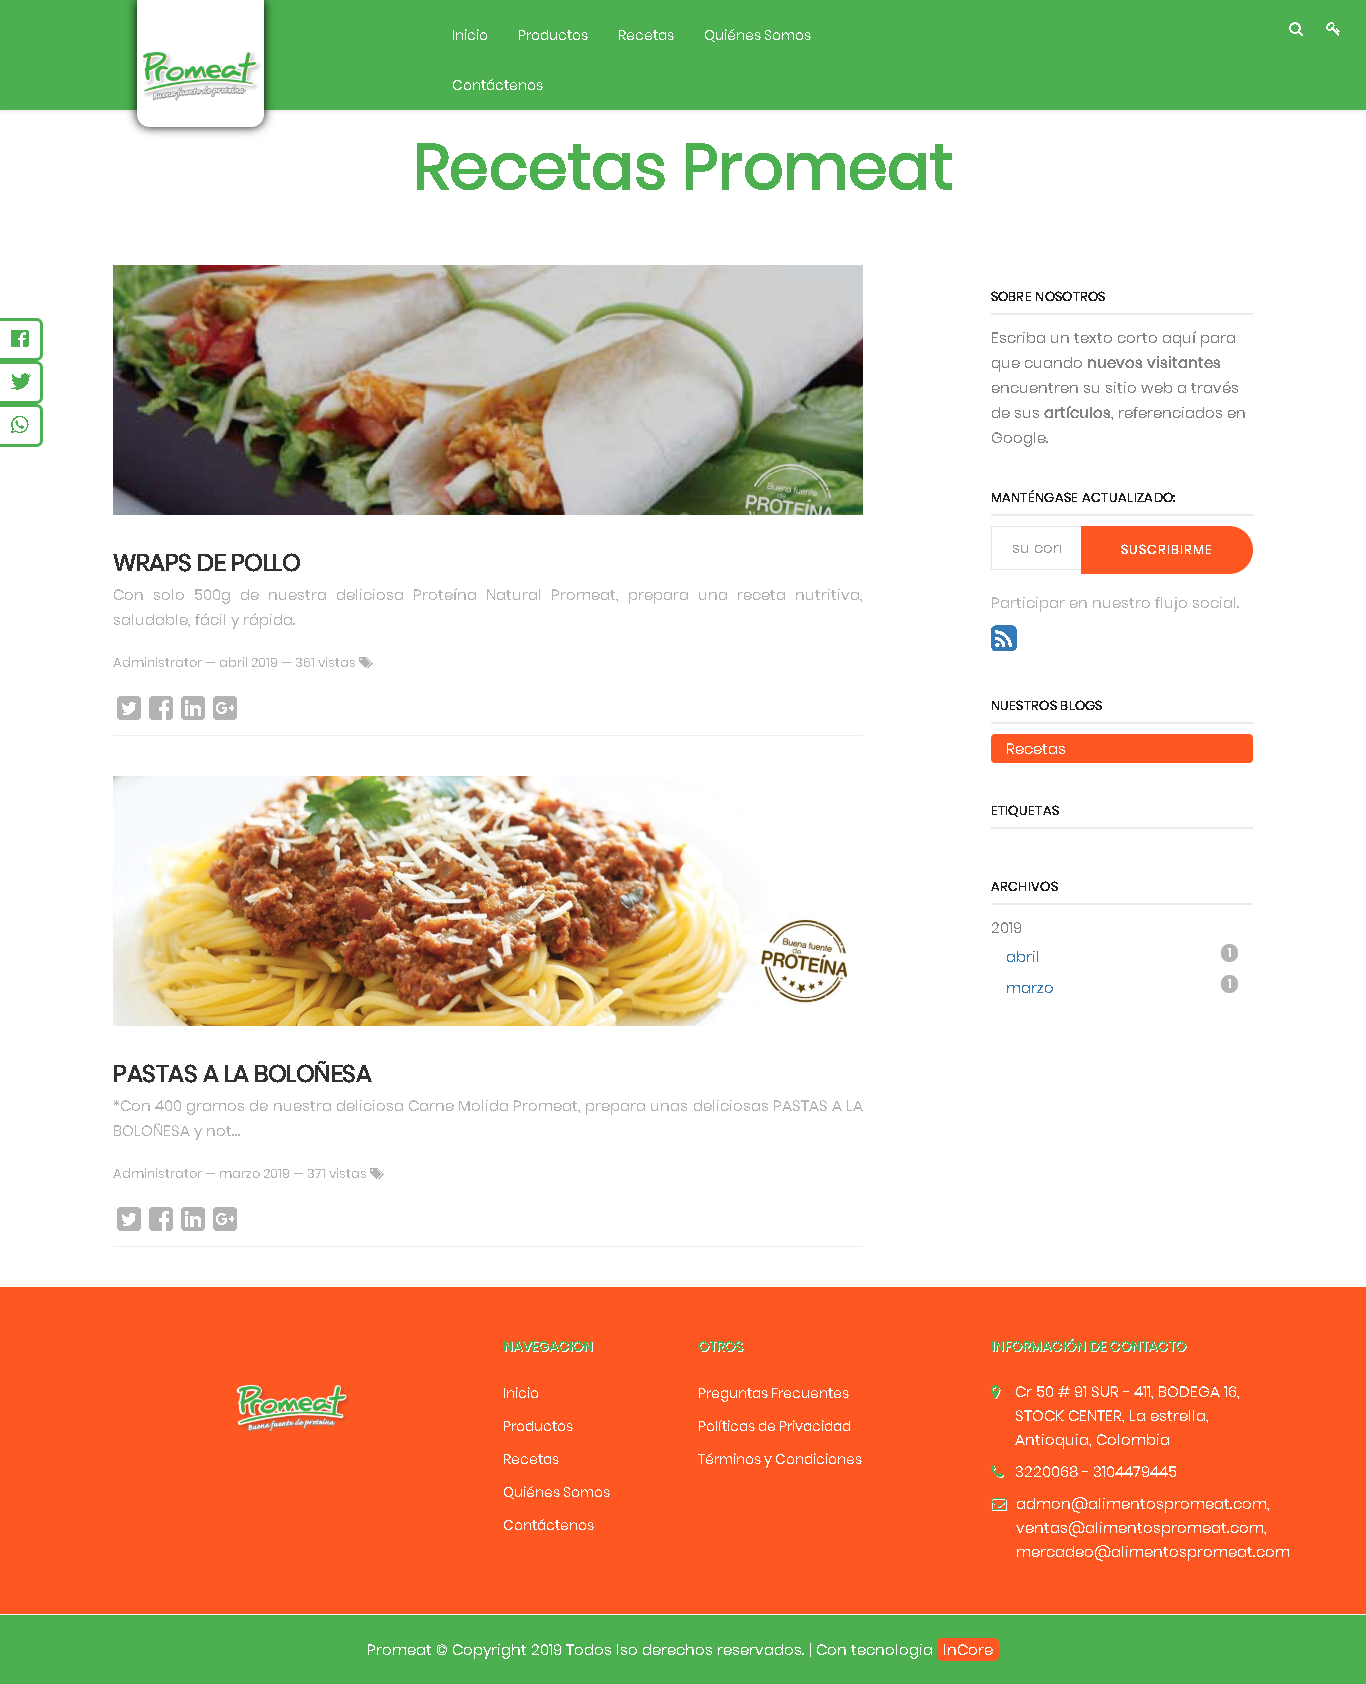 Promeat
Buena fuente de proteína
Inicio
Productos
Recetas
Quiénes Somos
Contáctenos
Recetas Promeat
Buena fuente
de
PROTEÍNA
WRAPS DE POLLO
Con solo 500g de nuestra deliciosa Proteína Natural Promeat, prepara una receta nutritiva,
saludable, fácil y rápida.
Administrator — abril 2019 — 361 vistas
Buena fuente
de
PROTEÍNA
PASTAS A LA BOLOÑESA
*Con 400 gramos de nuestra deliciosa Carne Molida Promeat, prepara unas deliciosas PASTAS A LA
BOLOÑESA y not...
Administrator — marzo 2019 — 371 vistas
SOBRE NOSOTROS
Escriba un texto corto aquí para
que cuando nuevos visitantes
encuentren su sitio web a través
de sus artículos, referenciados en
Google.
MANTÉNGASE ACTUALIZADO:
su corr
SUSCRIBIRME
Participar en nuestro flujo social.
NUESTROS BLOGS
Recetas
ETIQUETAS
ARCHIVOS
2019
abril 1
marzo 1
Promeat
Buena fuente de proteína
NAVEGACION
Inicio
Productos
Recetas
Quiénes Somos
Contáctenos
OTROS
Preguntas Frecuentes
Políticas de Privacidad
Términos y Condiciones
INFORMACIÓN DE CONTACTO
Cr 50 # 91 SUR - 411, BODEGA 16,
STOCK CENTER, La estrella,
Antioquia, Colombia
3220068 - 3104479445
admon@alimentospromeat.com,
ventas@alimentospromeat.com,
mercadeo@alimentospromeat.com
Promeat © Copyright 2019 Todos lso derechos reservados. | Con tecnología InCore